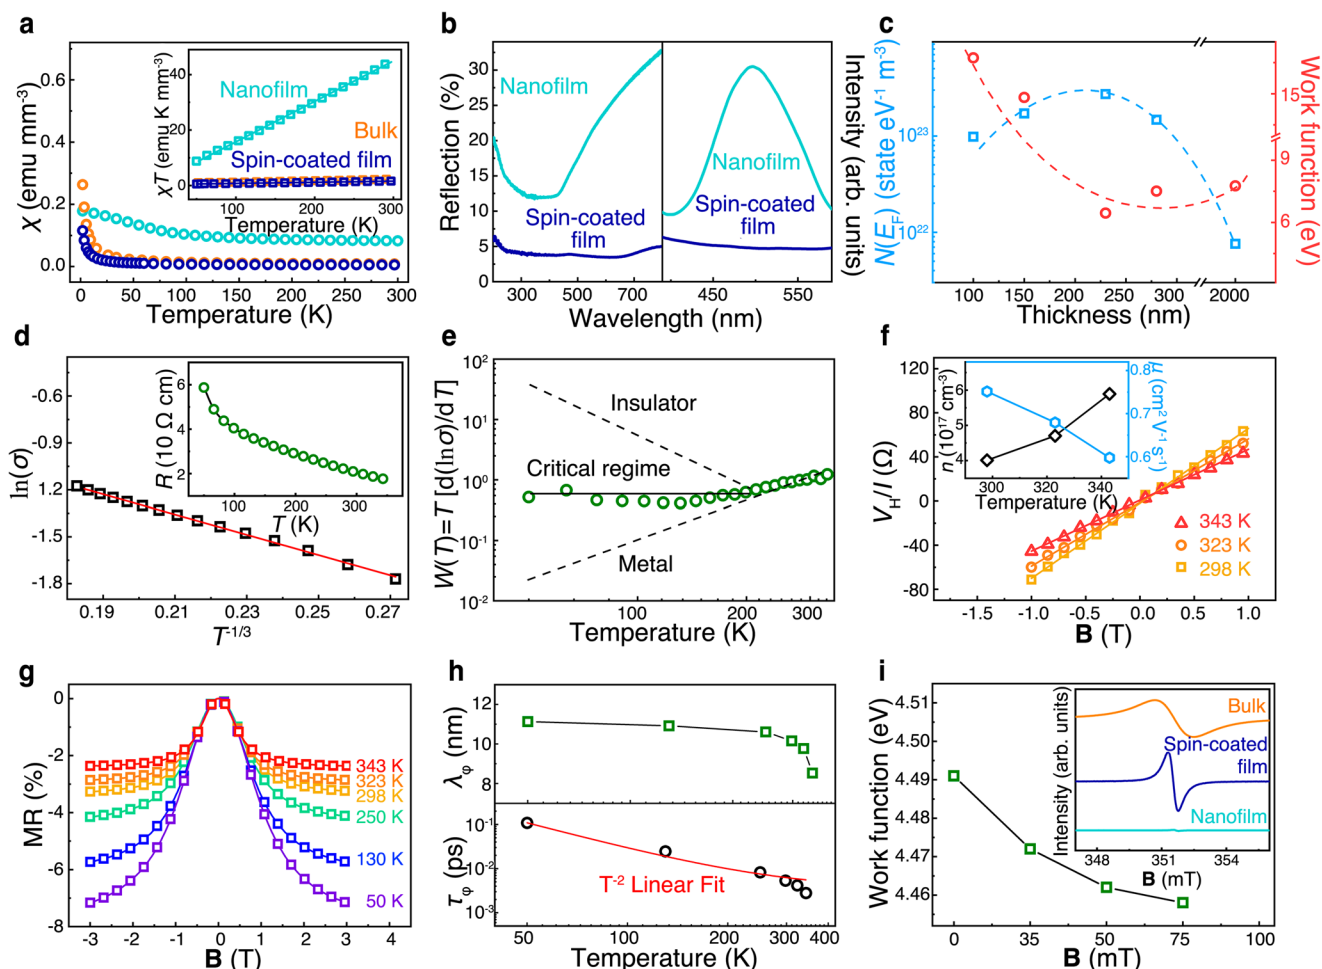 a
χ (emu mm⁻³)
0.6
0.4
0.2
0.0
0
50
100
150
200
250
300
Temperature (K)
χT (emu K mm⁻³)
40
20
0
100
200
300
Temperature (K)
Nanofilm
Bulk
Spin-coated film
b
Reflection (%)
30
25
20
15
10
5
0
300
500
700
450
550
Wavelength (nm)
Intensity (arb. units)
Nanofilm
Spin-coated
film
Nanofilm
Spin-coated
film
c
N(E_F) (state eV⁻¹ m⁻³)
10²³
10²²
15
9
6
Work function (eV)
100
150
200
250
300
2000
Thickness (nm)
d
ln(σ)
-0.6
-0.9
-1.2
-1.5
-1.8
0.19
0.21
0.23
0.25
0.27
T⁻¹/³
R (10 Ω cm)
6
4
2
100
200
300
T (K)
e
W(T)=T [d(lnσ)/dT]
10²
10¹
10⁰
10⁻¹
10⁻²
100
200
300
Temperature (K)
Insulator
Critical regime
Metal
f
V_H/I (Ω)
120
80
40
0
-40
-80
-1.5
-1.0
-0.5
0.0
0.5
1.0
B (T)
n (10¹⁷ cm⁻³)
6
5
4
300
320
340
Temperature (K)
0.8
0.7
0.6
μ (cm² V⁻¹ s⁻¹)
343 K
323 K
298 K
g
MR (%)
0
-2
-4
-6
-8
-3
-2
-1
0
1
2
3
4
B (T)
343 K
323 K
298 K
250 K
130 K
50 K
h
λφ (nm)
12
10
8
τφ (ps)
10⁻¹
10⁻²
10⁻³
T⁻² Linear Fit
50
100
200
300
400
Temperature (K)
i
Work function (eV)
4.51
4.50
4.49
4.48
4.47
4.46
0
35
50
75
100
B (mT)
Intensity (arb. units)
Bulk
Spin-coated
film
Nanofilm
348
351
354
B (mT)